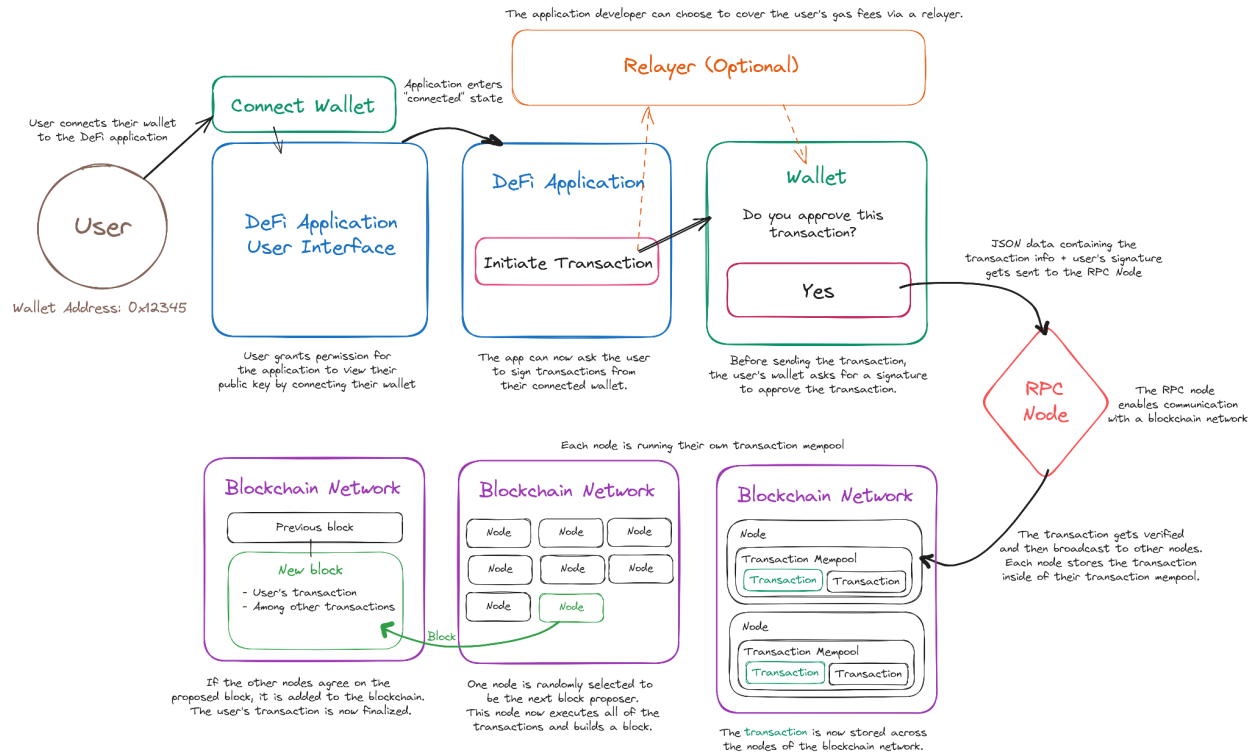 The application developer can choose to cover the user's gas fees via a relayer.
Relayer (Optional)
Connect Wallet
Application enters
"connected" state
User connects their wallet
to the DeFi application
User
Wallet Address: 0x12345
DeFi Application
User Interface
User grants permission for
the application to view their
public key by connecting their wallet
DeFi Application
Initiate Transaction
The app can now ask the user
to sign transactions from
their connected wallet.
Wallet
Do you approve this
transaction?
Yes
Before sending the transaction,
the user's wallet asks for a signature
to approve the transaction.
JSON data containing the
transaction info + user's signature
gets sent to the RPC Node
RPC
Node
The RPC node
enables communication
with a blockchain network
The transaction gets verified
and then broadcast to other nodes.
Each node stores the transaction
inside of their transaction mempool.
Each node is running their own transaction mempool
Blockchain Network
Node
Transaction Mempool
Transaction
Transaction
Node
Transaction Mempool
Transaction
Transaction
The transaction is now stored across
the nodes of the blockchain network.
Blockchain Network
Node
Node
Node
Node
Node
Node
Node
Node
Block
One node is randomly selected to
be the next block proposer.
This node now executes all of the
transactions and builds a block.
Blockchain Network
Previous block
New block
- User's transaction
- Among other transactions
If the other nodes agree on the
proposed block, it is added to the blockchain.
The user's transaction is now finalized.